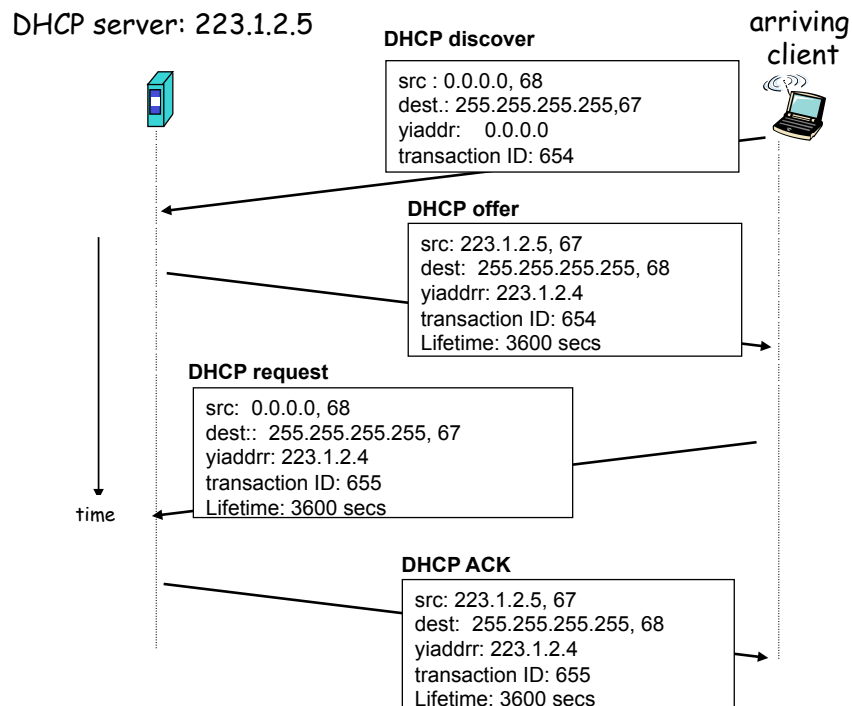 DHCP server: 223.1.2.5
arriving
client
DHCP discover
src : 0.0.0.0, 68
dest.: 255.255.255.255,67
yiaddr: 0.0.0.0
transaction ID: 654
DHCP offer
src: 223.1.2.5, 67
dest: 255.255.255.255, 68
yiaddrr: 223.1.2.4
transaction ID: 654
Lifetime: 3600 secs
DHCP request
src: 0.0.0.0, 68
dest:: 255.255.255.255, 67
yiaddrr: 223.1.2.4
transaction ID: 655
Lifetime: 3600 secs
time
DHCP ACK
src: 223.1.2.5, 67
dest: 255.255.255.255, 68
yiaddrr: 223.1.2.4
transaction ID: 655
Lifetime: 3600 secs